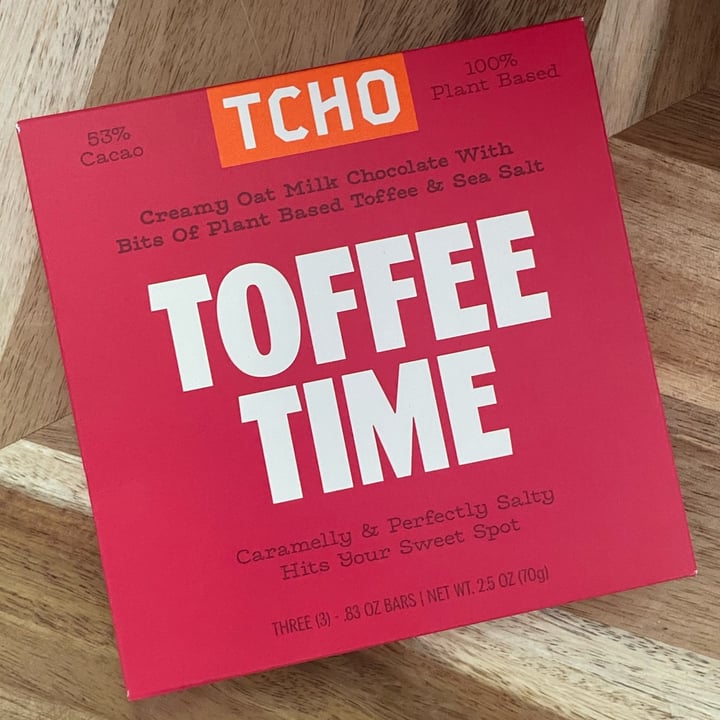 TCHO
100%
Plant Based
53%
Cacao
Creamy Oat Milk Chocolate With
Bits Of Plant Based Toffee & Sea Salt
TOFFEE
TIME
Caramelly & Perfectly Salty
Hits Your Sweet Spot
THREE (3) - .83 OZ BARS | NET WT. 2.5 OZ (70g)